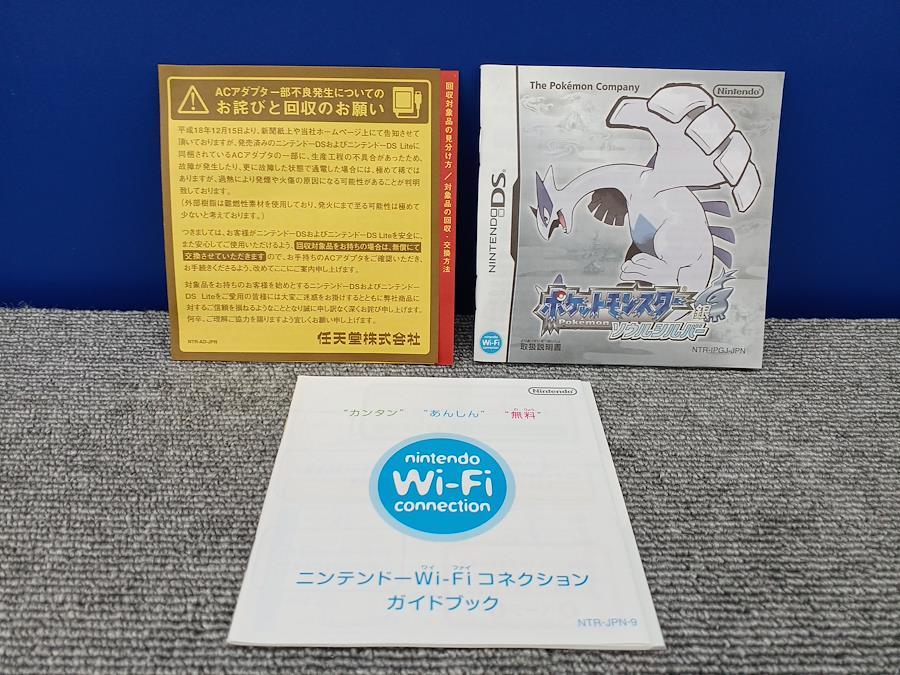 ACアダプター部不良発生についての
お詫びと回収のお願い
平成18年12月15日より、新聞紙上や当社ホームページ上にて告知させて
頂いておりますが、発売済みのニンテンドーDSおよびニンテンドーDS Liteに
同梱されているACアダプタの一部に、生産工程の不具合があったため、
故障が発生したり、更に故障した状態で通電した場合には、極めて稀では
ありますが、過熱により発煙や火傷の原因になる可能性があることが判明
致しております。
(外部樹脂は難燃性素材を使用しており、発火にまで至る可能性は極めて
少ないと考えております。)
つきましては、お客様がニンテンドーDSおよびニンテンドーDS Liteを安全に、
また安心してご使用いただけるよう、回収対象品をお持ちの場合は、無償にて
交換させていただきますので、お手持ちのACアダプタをご確認いただき、
お手続きくださるよう、改めてここにご案内申し上げます。
対象品をお持ちのお客様を始めとするニンテンドーDSおよびニンテンドー
DS Liteをご愛用の皆様には大変ご迷惑をお掛けするとともに弊社商品に
対するご信頼を損ねるようなこととなり誠に申し訳なく深くお詫び申し上げます。
何卒、ご理解ご協力を賜りますよう宜しくお願い申し上げます。
NTR-AD-JPN
任天堂株式会社
回収対象品の見分け方/対象品の回収・交換方法
The Pokémon Company
Nintendo
NINTENDO DS
ポケットモンスター
Pokémon
ソウルシルバー
Wi-Fi
取扱説明書
NTR-IPGJ-JPN
Nintendo
"カンタン" "あんしん" "無料"
nintendo
Wi-Fi
connection
ワイ ファイ
ニンテンドーWi-Fiコネクション
ガイドブック
NTR-JPN-9